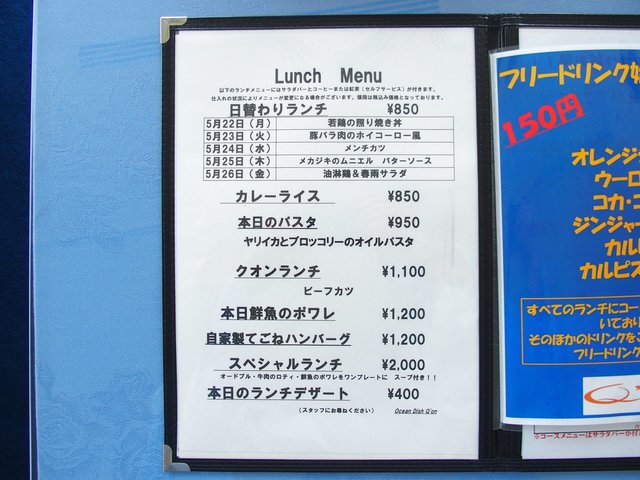 Lunch Menu
以下のランチメニューにはサラダバーとコーヒーまたは紅茶(セルフサービス)が付きます。
仕入れの状況によりメニューが変更になる場合がございます。価格は税込み価格となっております。
日替わりランチ ¥850
5月22日(月) 若鶏の照り焼き丼
5月23日(火) 豚バラ肉のホイコーロー風
5月24日(水) メンチカツ
5月25日(木) メカジキのムニエル バターソース
5月26日(金) 油淋鶏&春雨サラダ
カレーライス ¥850
本日のパスタ ¥950
ヤリイカとブロッコリーのオイルパスタ
クオンランチ ¥1,100
ビーフカツ
本日鮮魚のポワレ ¥1,200
自家製てごねハンバーグ ¥1,200
スペシャルランチ ¥2,000
オードブル・牛肉のロティ・鮮魚のポワレをワンプレートに スープ付き!!
本日のランチデザート ¥400
(スタッフにお尋ねください) Ocean Dish Q'on
フリードリンク
150円
オレンジ
ウーロ
コカ・コ
ジンジャー
カル
カルピス
すべてのランチにコー
いており
そのほかのドリンクをご
フリードリン
※コースメニューはサラダバーが付